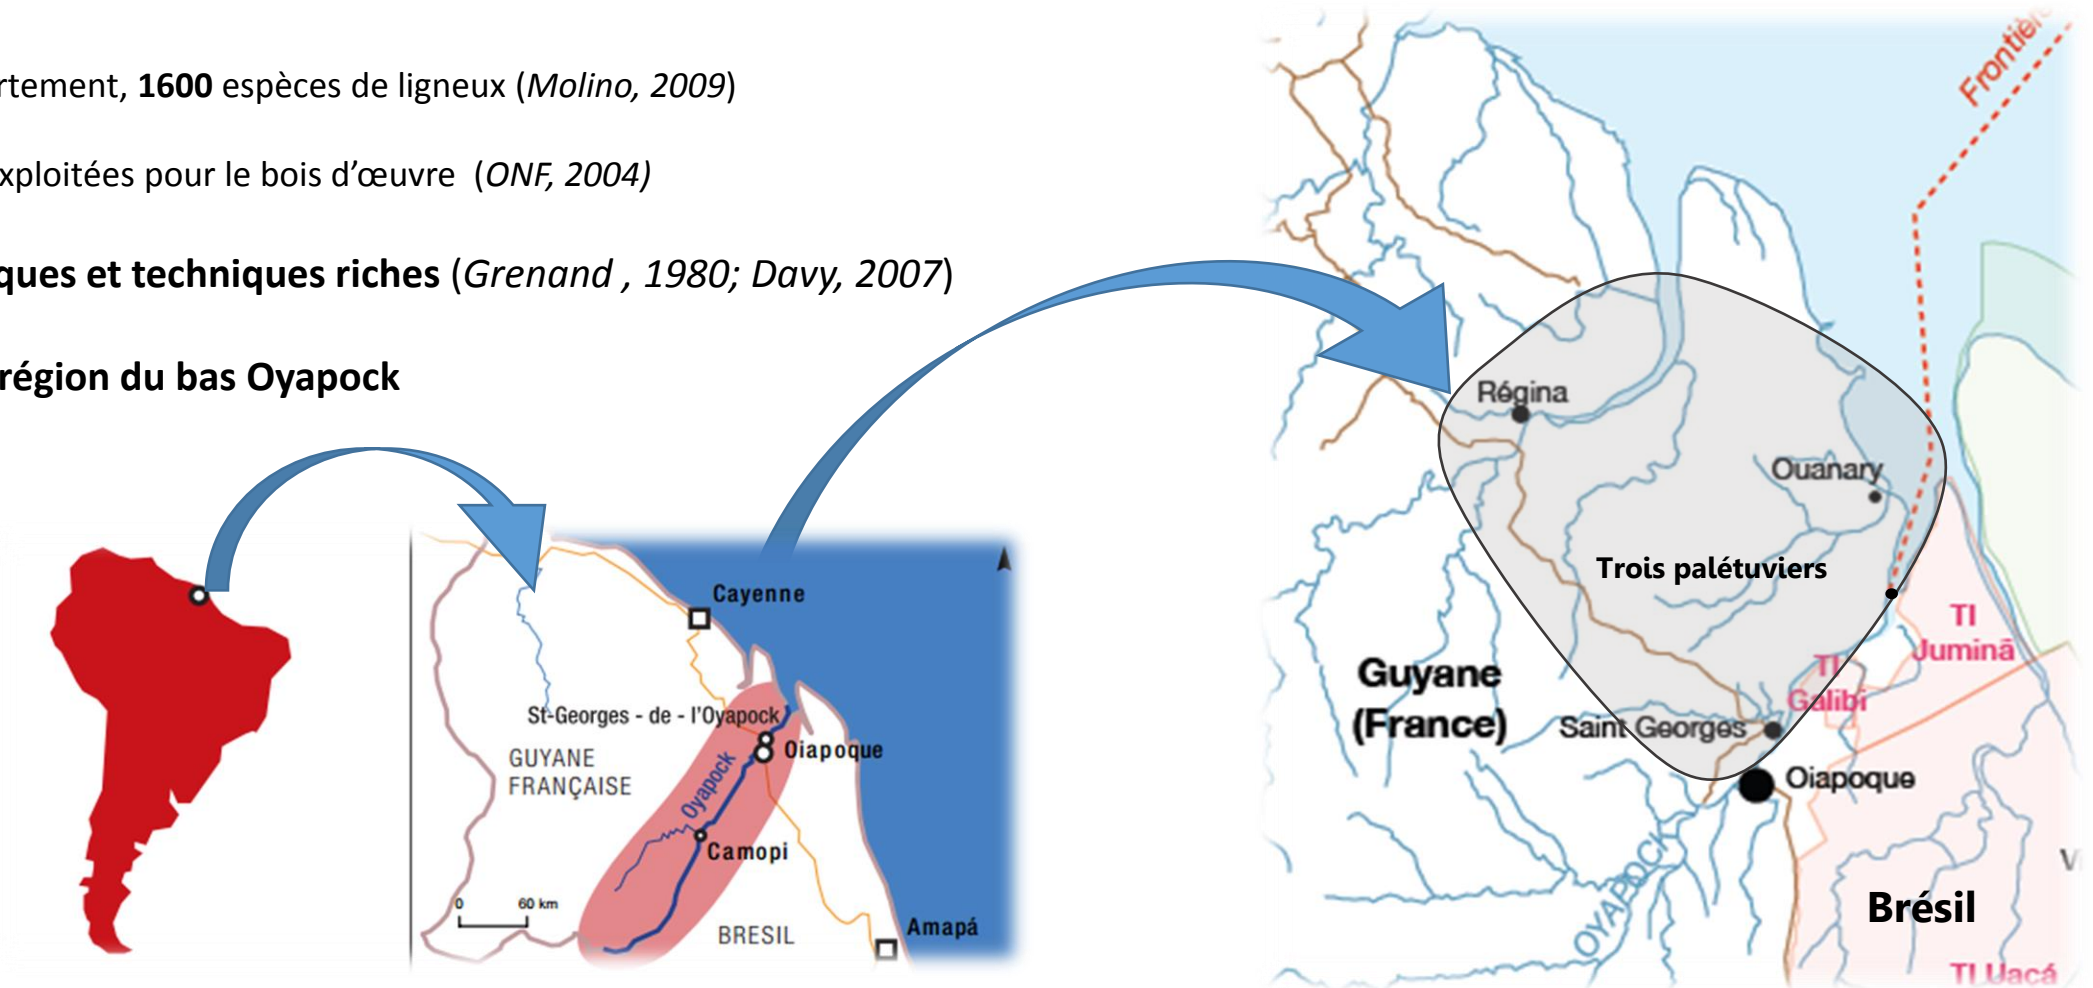 rtement, 1600 espèces de ligneux (Molino, 2009)
xploitées pour le bois d’œuvre (ONF, 2004)
ques et techniques riches (Grenand , 1980; Davy, 2007)
région du bas Oyapock
Cayenne
St-Georges - de - l'Oyapock
Oiapoque
GUYANE
FRANÇAISE
Oyapock
Camopi
0 60 km
BRESIL
Amapá
Frontière
Régina
Ouanary
Trois palétuviers
TI
Juminã
TI
Galibi
Guyane
(France)
Saint Georges
Oiapoque
OYAPOCK
Brésil
TI Uacá